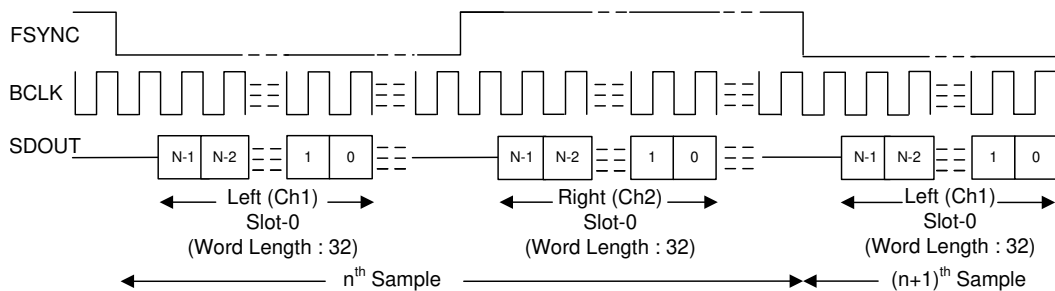 FSYNC
BCLK
SDOUT
N-1 N-2 1 0 N-1 N-2 1 0 N-1 N-2 1 0
Left (Ch1) Right (Ch2) Left (Ch1)
Slot-0 Slot-0 Slot-0
(Word Length : 32) (Word Length : 32) (Word Length : 32)
nth Sample (n+1)th Sample